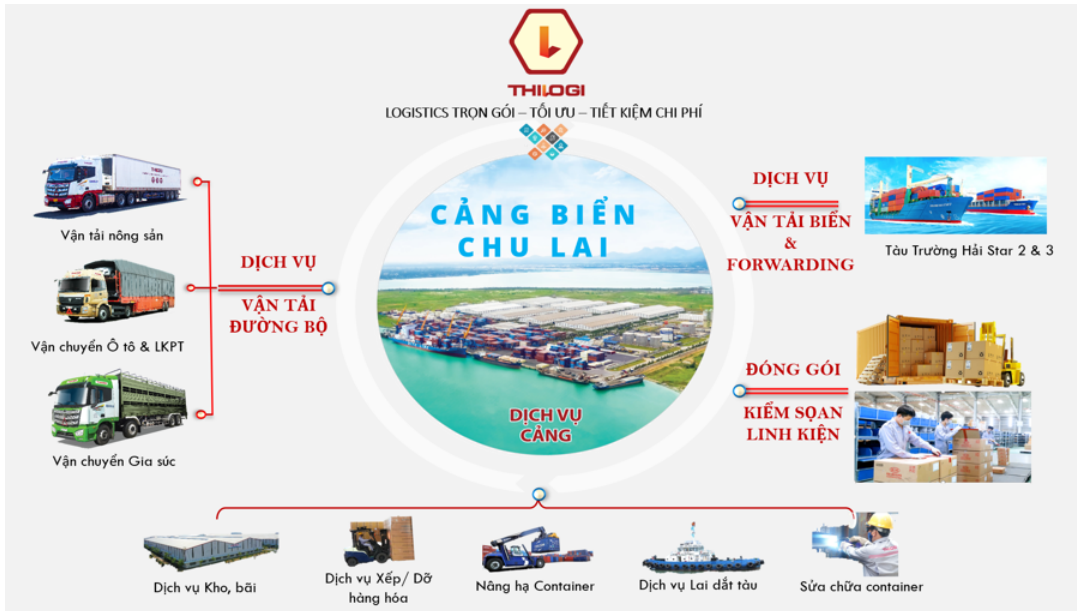 THILOGI
LOGISTICS TRỌN GÓI – TỐI ƯU – TIẾT KIỆM CHI PHÍ
CẢNG BIỂN
CHU LAI
DỊCH VỤ
CẢNG
Vận tải nông sản
Vận chuyển Ô tô & LKPT
Vận chuyển Gia súc
DỊCH VỤ
VẬN TẢI
ĐƯỜNG BỘ
DỊCH VỤ
VẬN TẢI BIỂN
&
FORWARDING
Tàu Trường Hải Star 2 & 3
ĐÓNG GÓI
KIỂM SOẠN
LINH KIỆN
Dịch vụ Kho, bãi
Dịch vụ Xếp/ Dỡ
hàng hóa
Nâng hạ Container
Dịch vụ Lai dắt tàu
Sửa chữa container